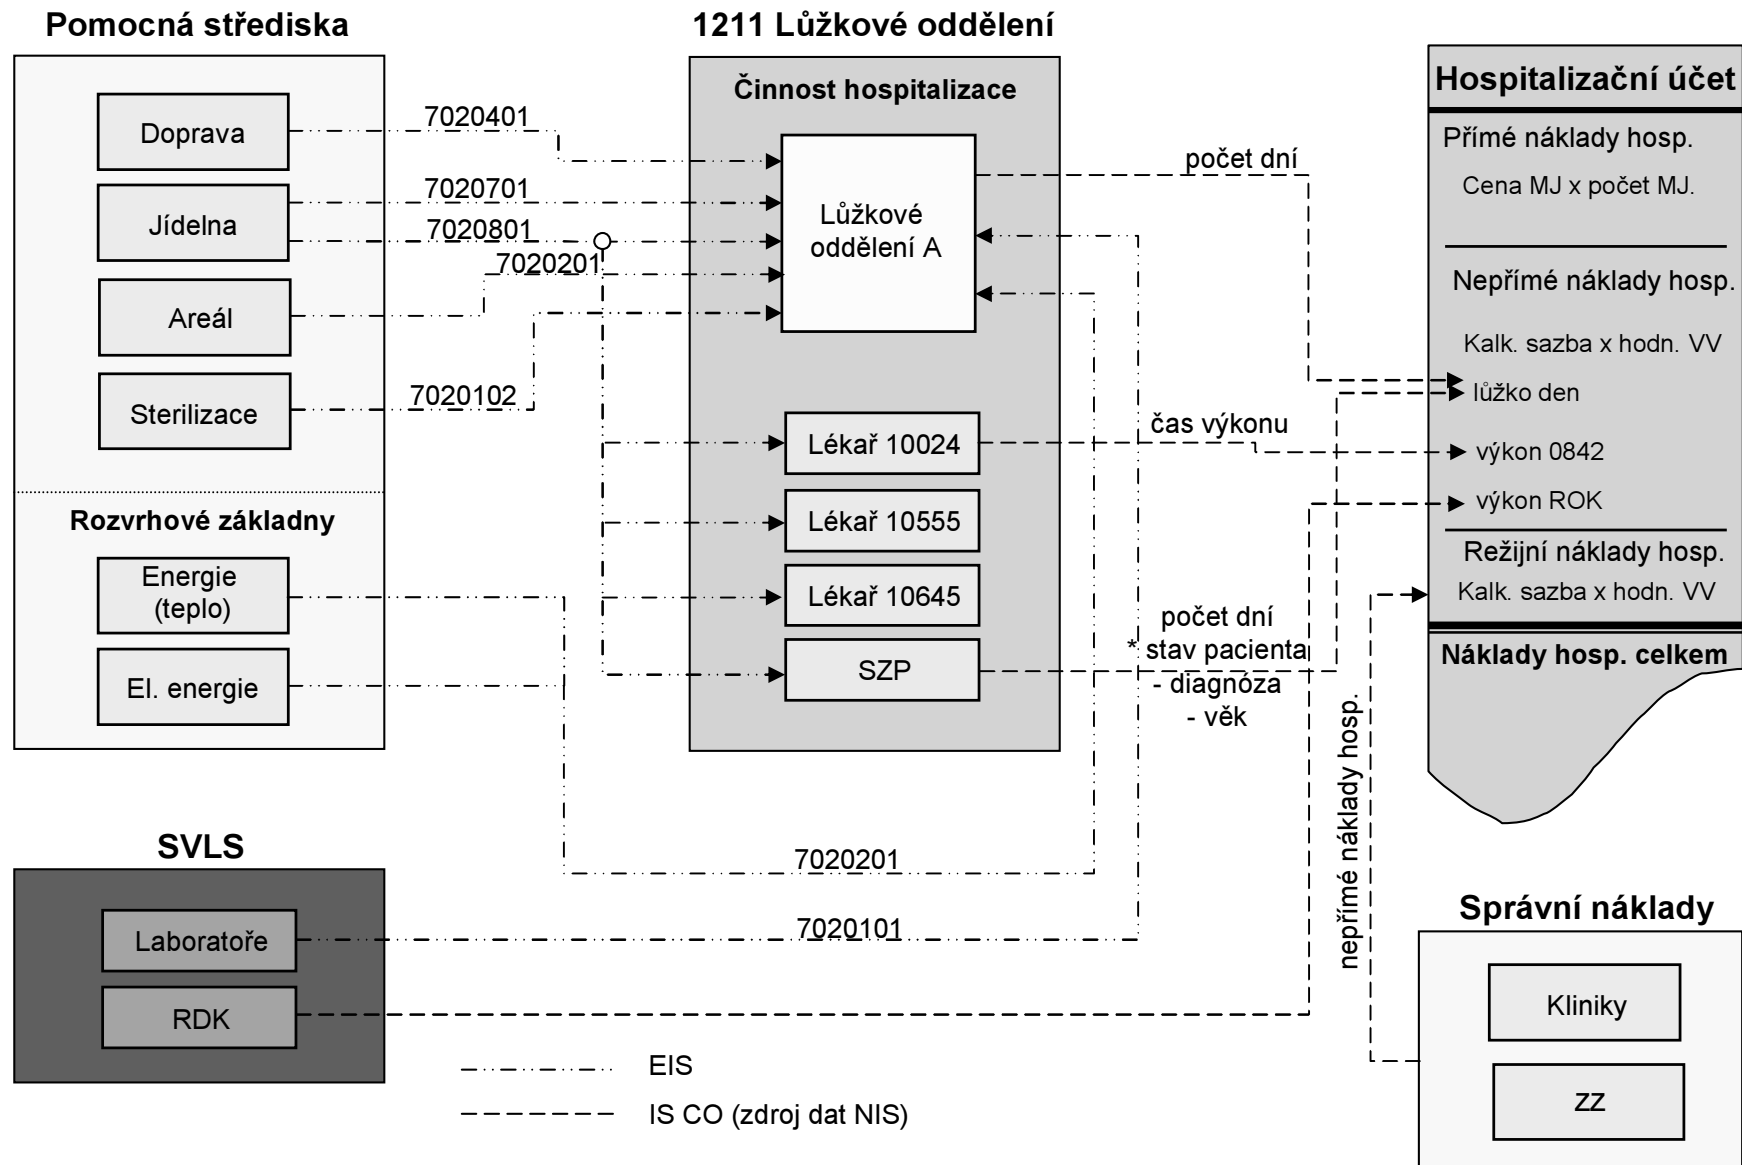 Pomocná střediska
Doprava
Jídelna
Areál
Sterilizace
Rozvrhové základny
Energie
(teplo)
El. energie
7020401
7020701
7020801
7020201
7020102
1211 Lůžkové oddělení
Činnost hospitalizace
Lůžkové
oddělení A
Lékař 10024
Lékař 10555
Lékař 10645
SZP
počet dní
čas výkonu
počet dní
* stav pacienta
- diagnóza
- věk
Hospitalizační účet
Přímé náklady hosp.
Cena MJ x počet MJ.
Nepřímé náklady hosp.
Kalk. sazba x hodn. VV
lůžko den
výkon 0842
výkon ROK
Režijní náklady hosp.
Kalk. sazba x hodn. VV
Náklady hosp. celkem
nepřímé náklady hosp.
SVLS
Laboratoře
RDK
7020201
7020101
Správní náklady
Kliniky
ZZ
EIS
IS CO (zdroj dat NIS)